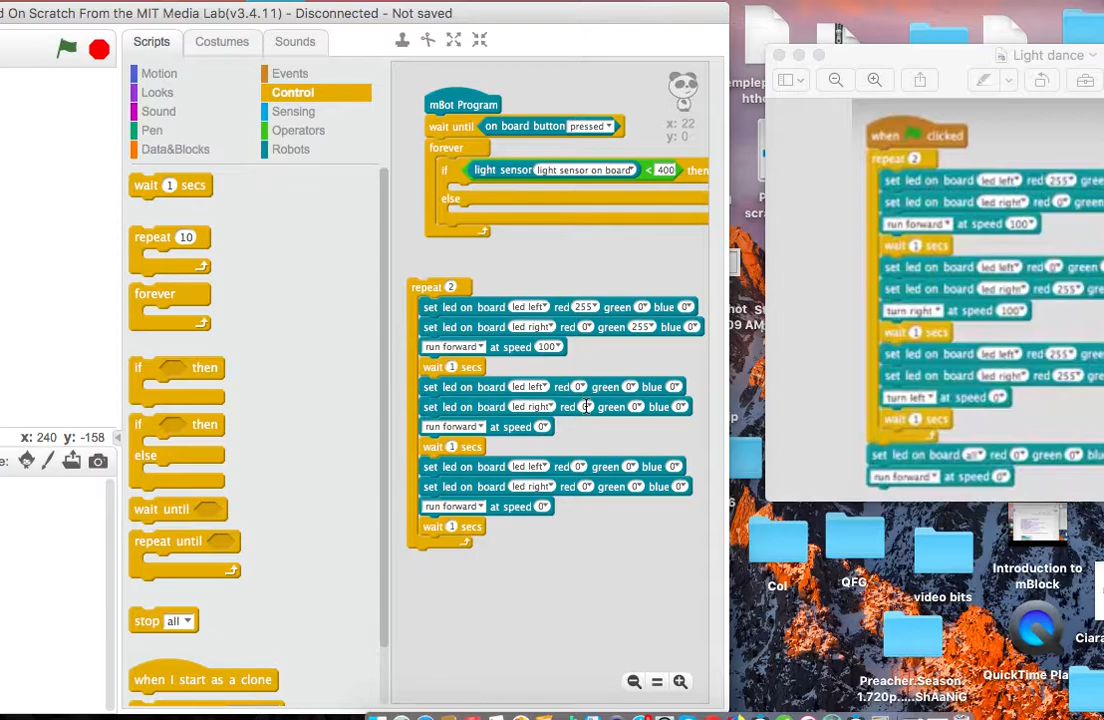 d On Scratch From the MIT Media Lab(v3.4.11) - Disconnected - Not saved
Scripts
Costumes
Sounds
Motion
Looks
Sound
Pen
Data&Blocks
Events
Control
Sensing
Operators
Robots
wait 1 secs
repeat 10
forever
if then
if then
else
wait until
repeat until
stop all
when I start as a clone
x: 240 y: -158
e:
mBot Program
wait until on board button pressed
forever
if light sensor light sensor on board < 400 then
else
x: 22
y: 0
repeat 2
set led on board led left red 255 green 0 blue 0
set led on board led right red 0 green 255 blue 0
run forward at speed 100
wait 1 secs
set led on board led left red 0 green 0 blue 0
set led on board led right red 0 green 0 blue 0
run forward at speed 0
wait 1 secs
set led on board led left red 0 green 0 blue 0
set led on board led right red 0 green 0 blue 0
run forward at speed 0
wait 1 secs
Light dance
when clicked
repeat 2
set led on board led left red 255 green
set led on board led right red 0 green
run forward at speed 100
wait 1 secs
set led on board led left red 0 green
set led on board led right red 255
turn right at speed 100
wait 1 secs
set led on board led left red 255
set led on board led right red 255
turn left at speed 0
wait 1 secs
set led on board all red 0 green
run forward at speed 0
Col
QFG
video bits
Introduction to
mBlock
Preacher.Season.
1.720p.....ShAaNiG
QuickTime Pla
Ciara